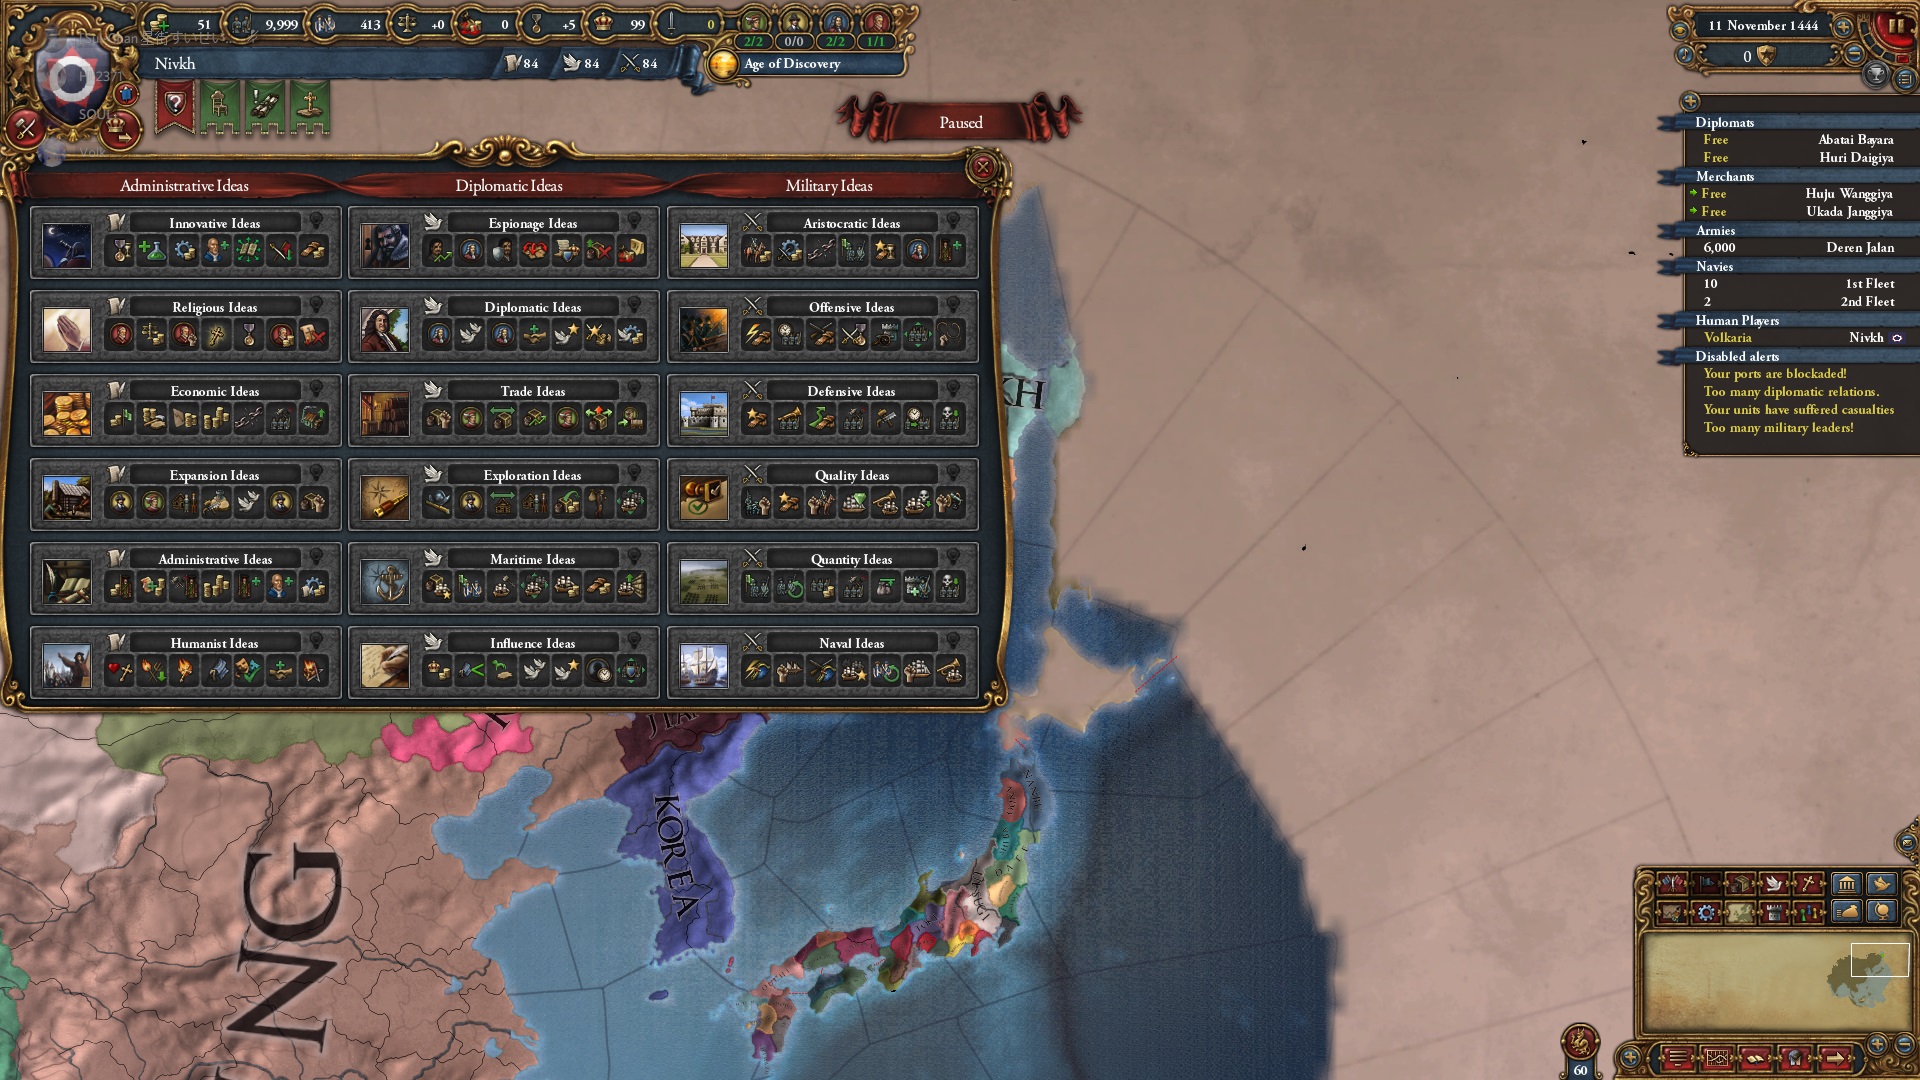 51
9,999
413
+0
0
+5
99
0
2/2
0/0
2/2
1/1
Nivkh
84
84
84
Age of Discovery
Paused
11 November 1444
0
Administrative Ideas
Diplomatic Ideas
Military Ideas
Innovative Ideas
Espionage Ideas
Aristocratic Ideas
Religious Ideas
Diplomatic Ideas
Offensive Ideas
Economic Ideas
Trade Ideas
Defensive Ideas
Expansion Ideas
Exploration Ideas
Quality Ideas
Administrative Ideas
Maritime Ideas
Quantity Ideas
Humanist Ideas
Influence Ideas
Naval Ideas
Diplomats
Free Abatai Bayara
Free Huri Daigiya
Merchants
Free Huju Wanggiya
Free Ukada Janggiya
Armies
6,000 Deren Jalan
Navies
10 1st Fleet
2 2nd Fleet
Human Players
Volkaria Nivkh
Disabled alerts
Your ports are blockaded!
Too many diplomatic relations.
Your units have suffered casualties
Too many military leaders!
KH
KOREA
NG
60